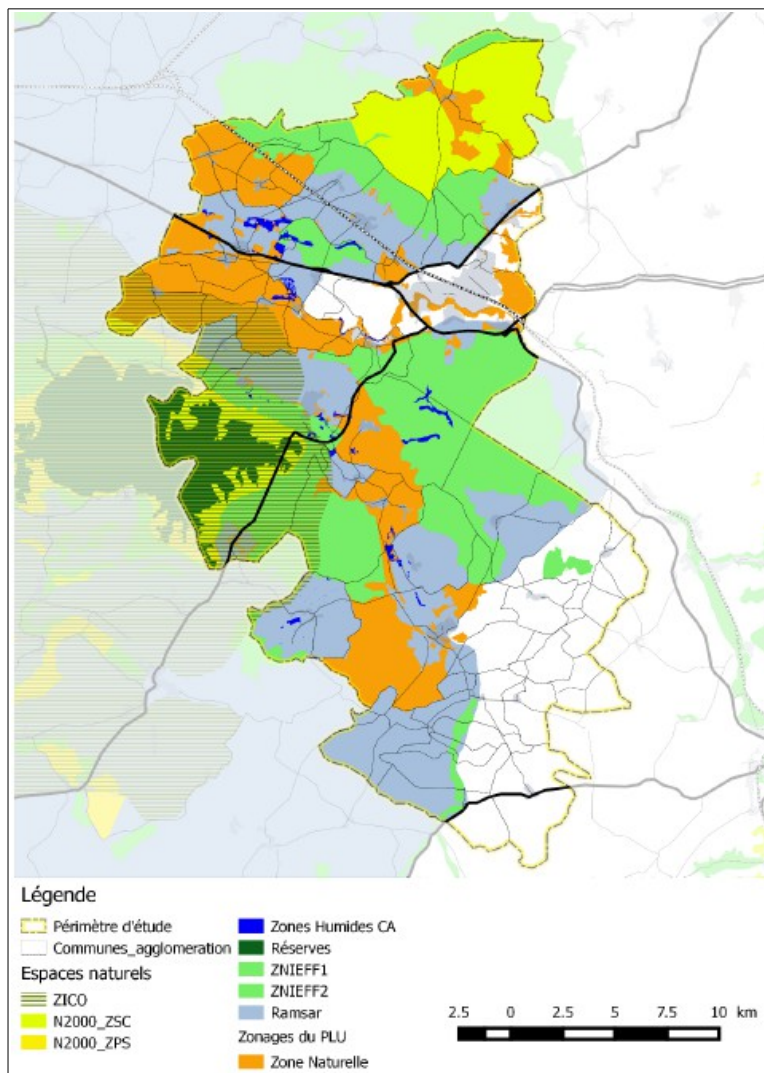 Légende
Périmètre d'étude
Communes_agglomeration
Espaces naturels
ZICO
N2000_ZSC
N2000_ZPS
Zones Humides CA
Réserves
ZNIEFF1
ZNIEFF2
Ramsar
Zonages du PLU
Zone Naturelle
2.5 0 2.5 5 7.5 10 km